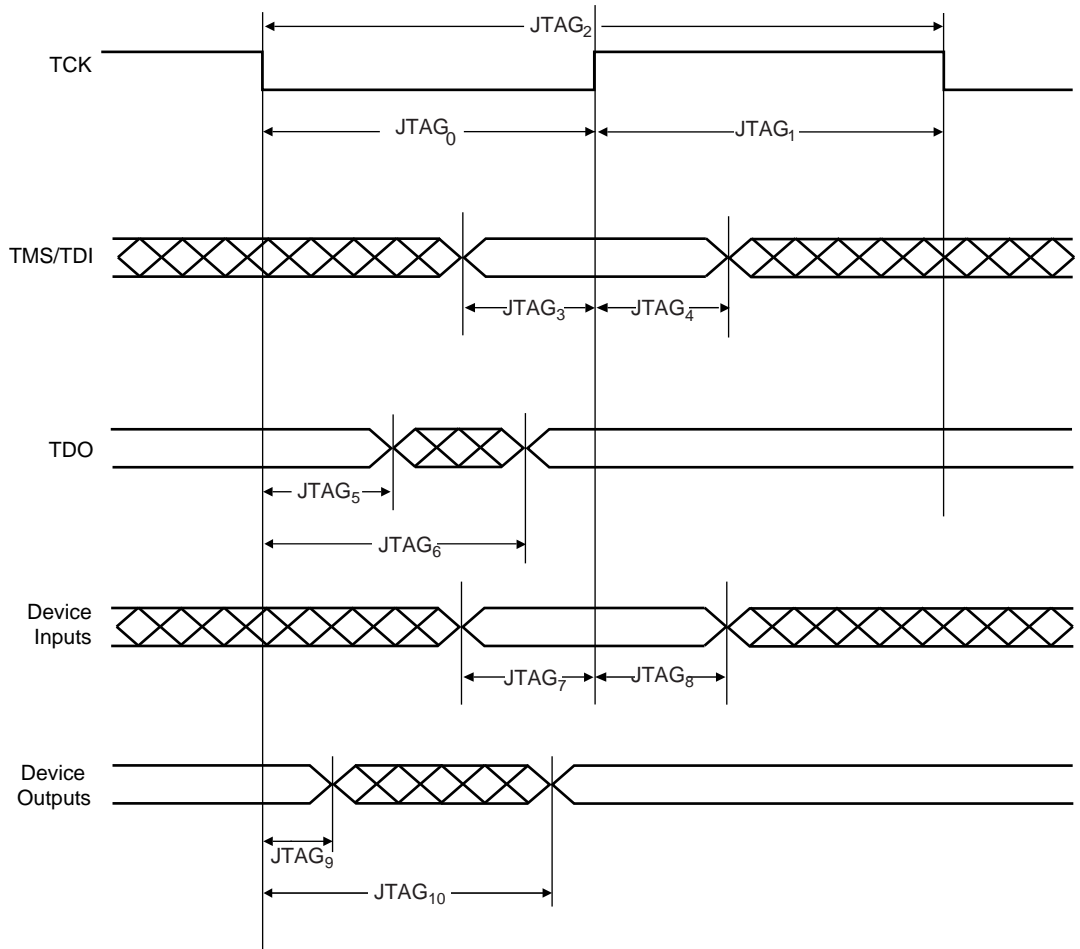 JTAG₂
TCK
JTAG₀
JTAG₁
TMS/TDI
JTAG₃
JTAG₄
TDO
JTAG₅
JTAG₆
Device
Inputs
JTAG₇
JTAG₈
Device
Outputs
JTAG₉
JTAG₁₀